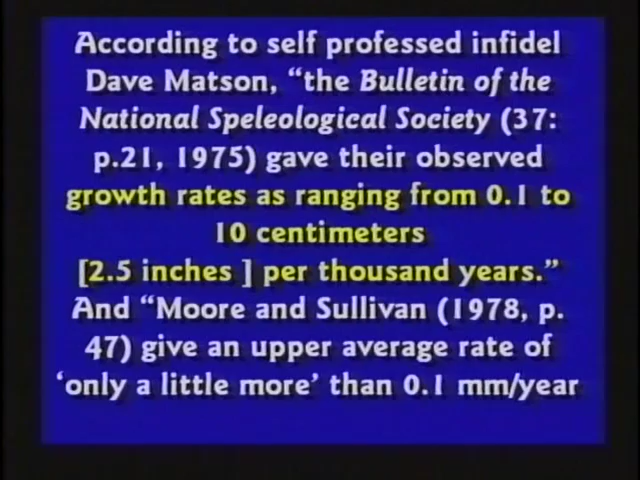 According to self professed infidel
Dave Matson, “the Bulletin of the
National Speleological Society (37:
p.21, 1975) gave their observed
growth rates as ranging from 0.1 to
10 centimeters
[2.5 inches ] per thousand years.”
And “Moore and Sullivan (1978, p.
47) give an upper average rate of
‘only a little more’ than 0.1 mm/year